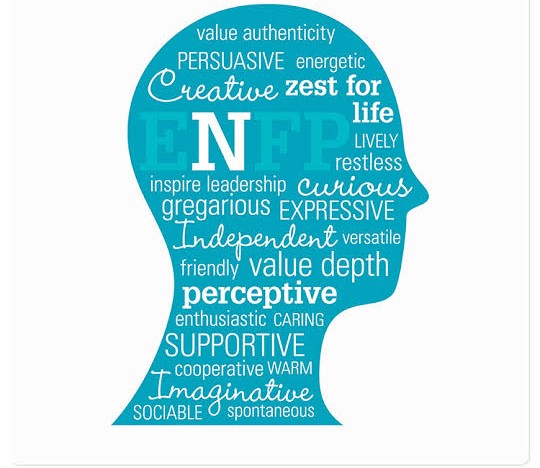 value authenticity
PERSUASIVE energetic
Creative zest for
life
ENFP
LIVELY
restless
inspire leadership curious
gregarious EXPRESSIVE
Independent versatile
friendly value depth
perceptive
enthusiastic CARING
SUPPORTIVE
cooperative WARM
Imaginative
SOCIABLE spontaneous